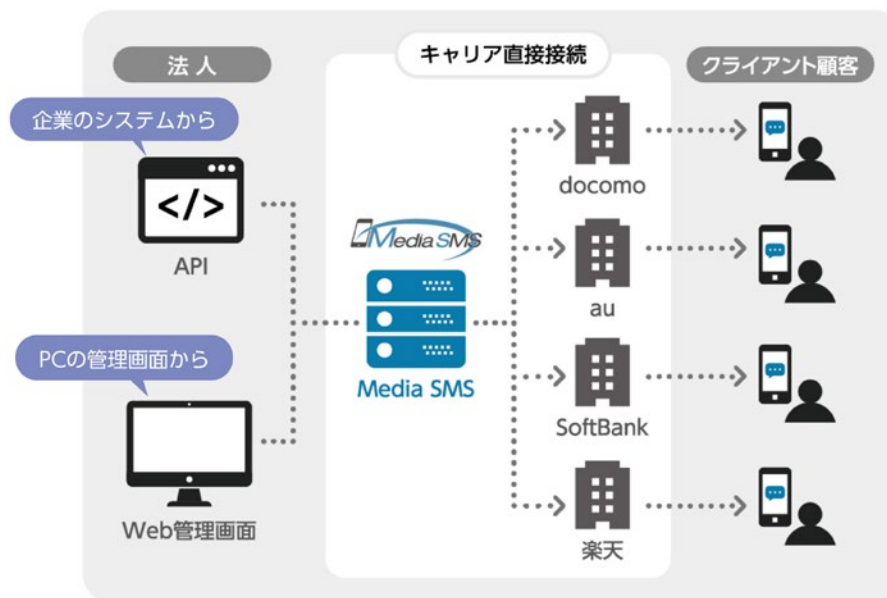 法人
キャリア直接接続
クライアント顧客
企業のシステムから
</>
API
PCの管理画面から
Web管理画面
Media SMS
Media SMS
docomo
au
SoftBank
楽天